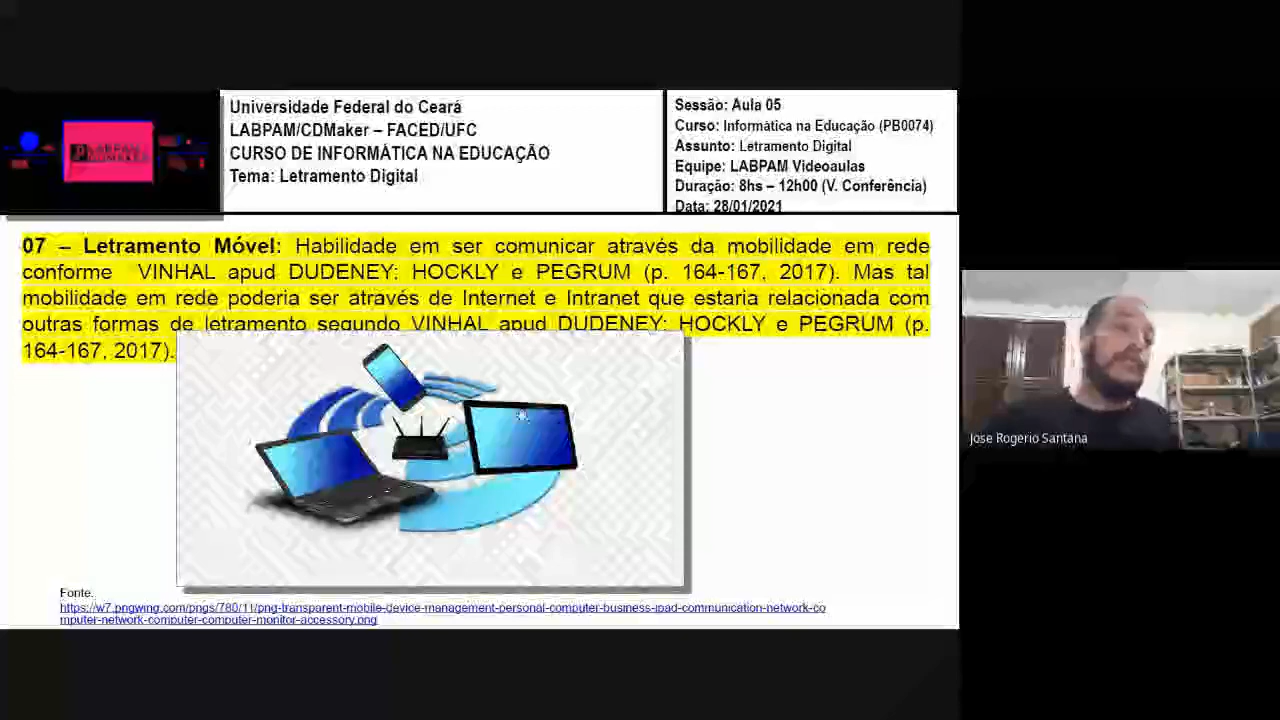 Universidade Federal do Ceará
LABPAM/CDMaker – FACED/UFC
CURSO DE INFORMÁTICA NA EDUCAÇÃO
Tema: Letramento Digital
Sessão: Aula 05
Curso: Informática na Educação (PB0074)
Assunto: Letramento Digital
Equipe: LABPAM Videoaulas
Duração: 8hs – 12h00 (V. Conferência)
Data: 28/01/2021
07 – Letramento Móvel: Habilidade em ser comunicar através da mobilidade em rede
conforme VINHAL apud DUDENEY: HOCKLY e PEGRUM (p. 164-167, 2017). Mas tal
mobilidade em rede poderia ser através de Internet e Intranet que estaria relacionada com
outras formas de letramento segundo VINHAL apud DUDENEY: HOCKLY e PEGRUM (p.
164-167, 2017).
Jose Rogerio Santana
Fonte.
https://w7.pngwing.com/pngs/780/11/png-transparent-mobile-device-management-personal-computer-business-ipad-communication-network-co
mputer-network-computer-computer-monitor-accessory.png